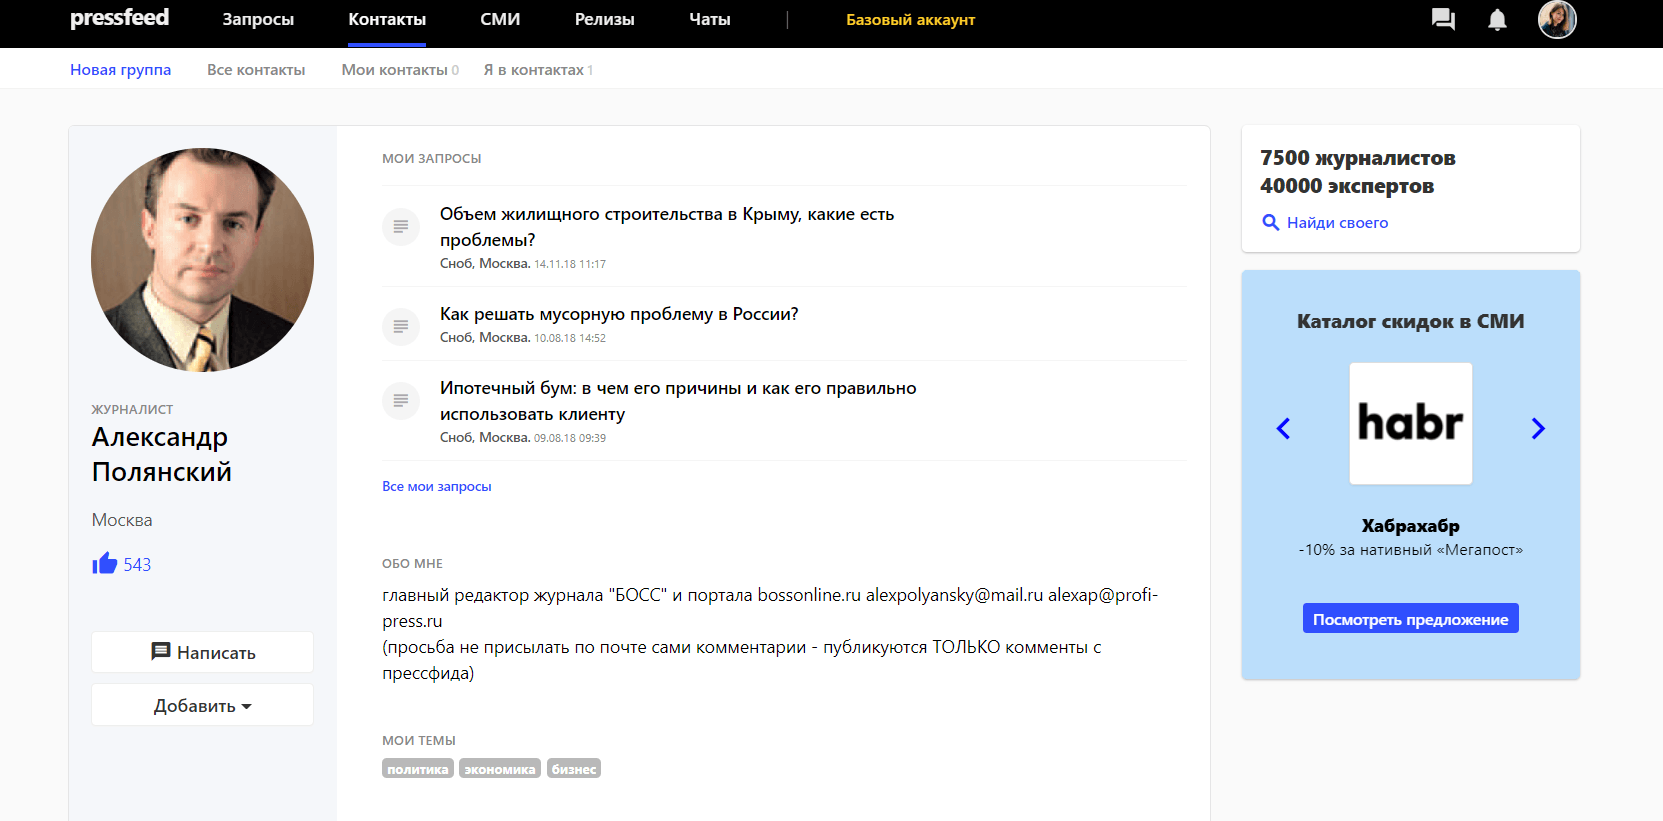 pressfeed
Запросы
Контакты
СМИ
Релизы
Чаты
Базовый аккаунт
Новая группа
Все контакты
Мои контакты 0
Я в контактах 1
ЖУРНАЛИСТ
Александр
Полянский
Москва
543
Написать
Добавить
МОИ ЗАПРОСЫ
Объем жилищного строительства в Крыму, какие есть
проблемы?
Сноб, Москва. 14.11.18 11:17
Как решать мусорную проблему в России?
Сноб, Москва. 10.08.18 14:52
Ипотечный бум: в чем его причины и как его правильно
использовать клиенту
Сноб, Москва. 09.08.18 09:39
Все мои запросы
ОБО МНЕ
главный редактор журнала "БОСС" и портала bossonline.ru alexpolyansky@mail.ru alexap@profi-
press.ru
(просьба не присылать по почте сами комментарии - публикуются ТОЛЬКО комменты с
прессфида)
МОИ ТЕМЫ
политика экономика бизнес
7500 журналистов
40000 экспертов
Найди своего
Каталог скидок в СМИ
habr
Хабрахабр
-10% за нативный «Мегапост»
Посмотреть предложение